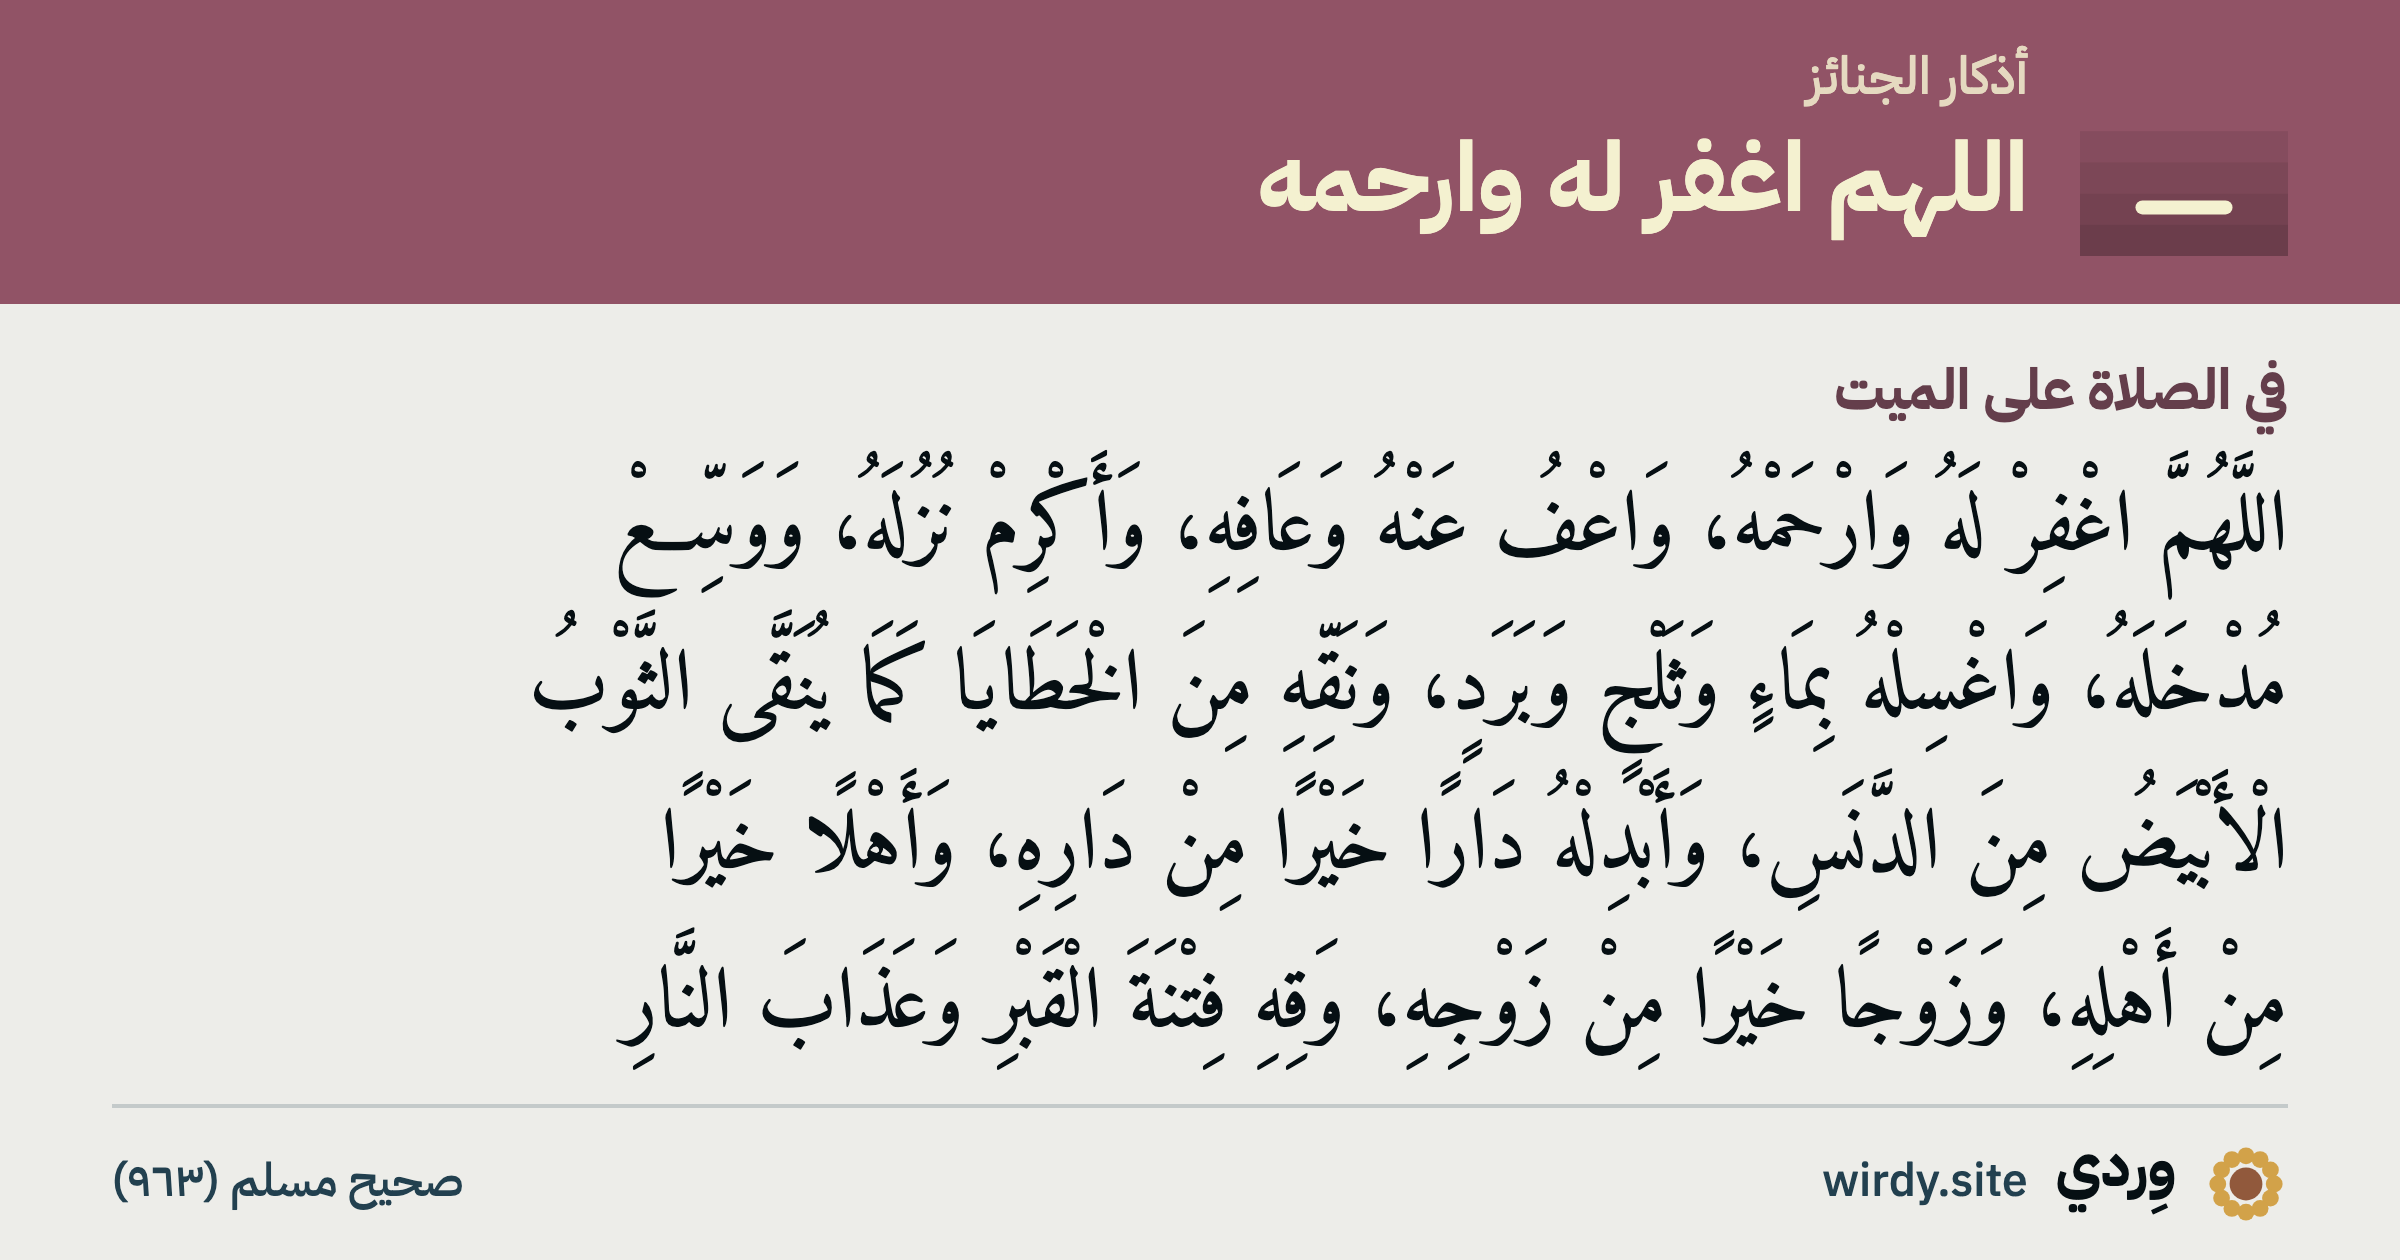 أذكار الجنائز
اللهم اغفر له وارحمه
في الصلاة على الميت
اللَّهُمَّ اغْفِرْ لَهُ وَارْحَمْهُ، وَاعْفُ عَنْهُ وَعَافِهِ، وَأَكْرِمْ نُزُلَهُ، وَوَسِّعْ
مُدْخَلَهُ، وَاغْسِلْهُ بِمَاءٍ وَثَلْجٍ وَبَرَدٍ، وَنَقِّهِ مِنَ الْخَطَايَا كَمَا يُنَقَّى الثَّوْبُ
الْأَبْيَضُ مِنَ الدَّنَسِ، وَأَبْدِلْهُ دَارًا خَيْرًا مِنْ دَارِهِ، وَأَهْلًا خَيْرًا
مِنْ أَهْلِهِ، وَزَوْجًا خَيْرًا مِنْ زَوْجِهِ، وَقِهِ فِتْنَةَ الْقَبْرِ وَعَذَابَ النَّارِ
وِردي wirdy.site
صحيح مسلم (٩٦٣)